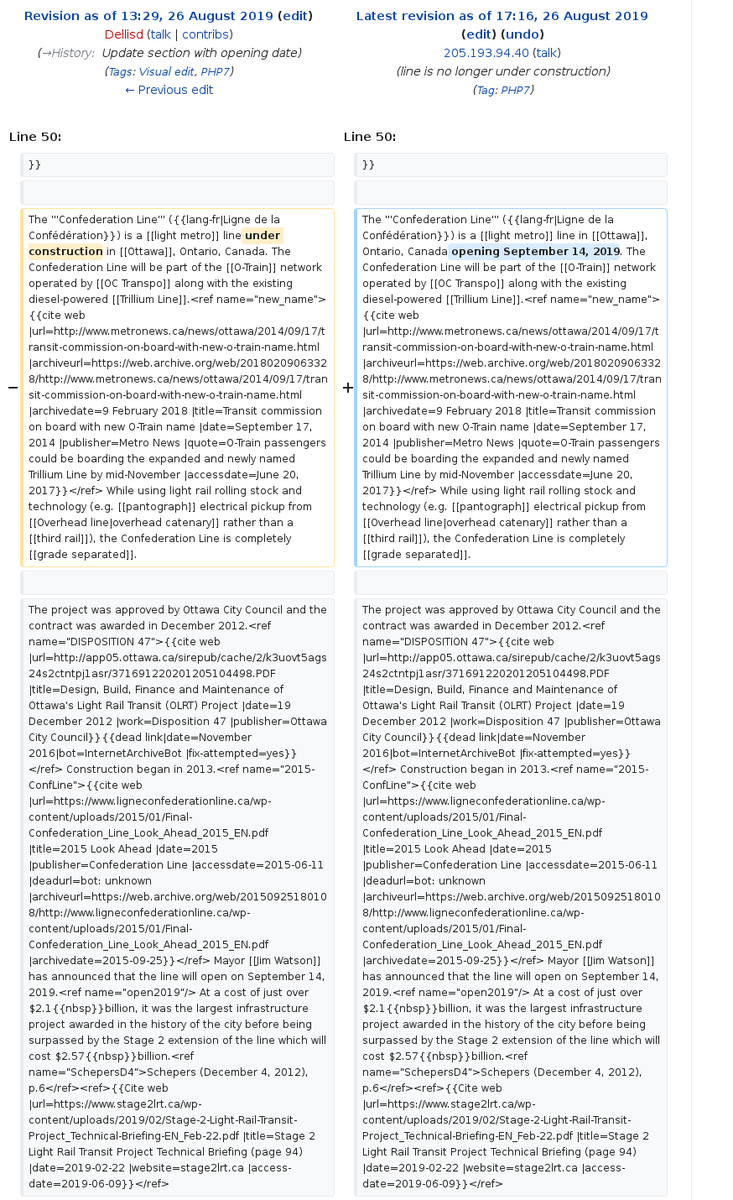 Revision as of 13:29, 26 August 2019 (edit)
Dellisd (talk | contribs)
(→History: Update section with opening date)
(Tags: Visual edit, PHP7)
← Previous edit
Latest revision as of 17:16, 26 August 2019
(edit) (undo)
205.193.94.40 (talk)
(line is no longer under construction)
(Tag: PHP7)
Line 50:
}}
−
The '''Confederation Line''' ({{lang-fr|Ligne de la
Confédération}}) is a [[light metro]] line under
construction in [[Ottawa]], Ontario, Canada. The
Confederation Line will be part of the [[O-Train]] network
operated by [[OC Transpo]] along with the existing
diesel-powered [[Trillium Line]].<ref name="new_name">
{{cite web
|url=http://www.metronews.ca/news/ottawa/2014/09/17/t
ransit-commission-on-board-with-new-o-train-name.html
|archiveurl=https://web.archive.org/web/2018020906332
8/http://www.metronews.ca/news/ottawa/2014/09/17/tran
sit-commission-on-board-with-new-o-train-name.html
|archivedate=9 February 2018 |title=Transit commission
on board with new O-Train name |date=September 17,
2014 |publisher=Metro News |quote=O-Train passengers
could be boarding the expanded and newly named
Trillium Line by mid-November |accessdate=June 20,
2017}}</ref> While using light rail rolling stock and
technology (e.g. [[pantograph]] electrical pickup from
[[Overhead line|overhead catenary]] rather than a
[[third rail]]), the Confederation Line is completely
[[grade separated]].
The project was approved by Ottawa City Council and the
contract was awarded in December 2012.<ref
name="DISPOSITION 47">{{cite web
|url=http://app05.ottawa.ca/sirepub/cache/2/k3uovt5ags
24s2ctntpj1asr/371691220201205104498.PDF
|title=Design, Build, Finance and Maintenance of
Ottawa's Light Rail Transit (OLRT) Project |date=19
December 2012 |work=Disposition 47 |publisher=Ottawa
City Council}}{{dead link|date=November
2016|bot=InternetArchiveBot |fix-attempted=yes}}
</ref> Construction began in 2013.<ref name="2015-
ConfLine">{{cite web
|url=https://www.ligneconfederationline.ca/wp-
content/uploads/2015/01/Final-
Confederation_Line_Look_Ahead_2015_EN.pdf
|title=2015 Look Ahead |date=2015
|publisher=Confederation Line |accessdate=2015-06-11
|deadurl=bot: unknown
|archiveurl=https://web.archive.org/web/2015092518010
8/http://www.ligneconfederationline.ca/wp-
content/uploads/2015/01/Final-
Confederation_Line_Look_Ahead_2015_EN.pdf
|archivedate=2015-09-25}}</ref> Mayor [[Jim Watson]]
has announced that the line will open on September 14,
2019.<ref name="open2019"/> At a cost of just over
$2.1{{nbsp}}billion, it was the largest infrastructure
project awarded in the history of the city before being
surpassed by the Stage 2 extension of the line which will
cost $2.57{{nbsp}}billion.<ref
name="SchepersD4">Schepers (December 4, 2012),
p.6</ref><ref>{{Cite web
|url=https://www.stage2lrt.ca/wp-
content/uploads/2019/02/Stage-2-Light-Rail-Transit-
Project_Technical-Briefing-EN_Feb-22.pdf |title=Stage 2
Light Rail Transit Project Technical Briefing (page 94)
|date=2019-02-22 |website=stage2lrt.ca |access-
date=2019-06-09}}</ref>
Line 50:
}}
+
The '''Confederation Line''' ({{lang-fr|Ligne de la
Confédération}}) is a [[light metro]] line in [[Ottawa]],
Ontario, Canada opening September 14, 2019. The
Confederation Line will be part of the [[O-Train]] network
operated by [[OC Transpo]] along with the existing
diesel-powered [[Trillium Line]].<ref name="new_name">
{{cite web
|url=http://www.metronews.ca/news/ottawa/2014/09/17/t
ransit-commission-on-board-with-new-o-train-name.html
|archiveurl=https://web.archive.org/web/2018020906332
8/http://www.metronews.ca/news/ottawa/2014/09/17/tran
sit-commission-on-board-with-new-o-train-name.html
|archivedate=9 February 2018 |title=Transit commission
on board with new O-Train name |date=September 17,
2014 |publisher=Metro News |quote=O-Train passengers
could be boarding the expanded and newly named
Trillium Line by mid-November |accessdate=June 20,
2017}}</ref> While using light rail rolling stock and
technology (e.g. [[pantograph]] electrical pickup from
[[Overhead line|overhead catenary]] rather than a
[[third rail]]), the Confederation Line is completely
[[grade separated]].
The project was approved by Ottawa City Council and the
contract was awarded in December 2012.<ref
name="DISPOSITION 47">{{cite web
|url=http://app05.ottawa.ca/sirepub/cache/2/k3uovt5ags
24s2ctntpj1asr/371691220201205104498.PDF
|title=Design, Build, Finance and Maintenance of
Ottawa's Light Rail Transit (OLRT) Project |date=19
December 2012 |work=Disposition 47 |publisher=Ottawa
City Council}}{{dead link|date=November
2016|bot=InternetArchiveBot |fix-attempted=yes}}
</ref> Construction began in 2013.<ref name="2015-
ConfLine">{{cite web
|url=https://www.ligneconfederationline.ca/wp-
content/uploads/2015/01/Final-
Confederation_Line_Look_Ahead_2015_EN.pdf
|title=2015 Look Ahead |date=2015
|publisher=Confederation Line |accessdate=2015-06-11
|deadurl=bot: unknown
|archiveurl=https://web.archive.org/web/2015092518010
8/http://www.ligneconfederationline.ca/wp-
content/uploads/2015/01/Final-
Confederation_Line_Look_Ahead_2015_EN.pdf
|archivedate=2015-09-25}}</ref> Mayor [[Jim Watson]]
has announced that the line will open on September 14,
2019.<ref name="open2019"/> At a cost of just over
$2.1{{nbsp}}billion, it was the largest infrastructure
project awarded in the history of the city before being
surpassed by the Stage 2 extension of the line which will
cost $2.57{{nbsp}}billion.<ref
name="SchepersD4">Schepers (December 4, 2012),
p.6</ref><ref>{{Cite web
|url=https://www.stage2lrt.ca/wp-
content/uploads/2019/02/Stage-2-Light-Rail-Transit-
Project_Technical-Briefing-EN_Feb-22.pdf |title=Stage 2
Light Rail Transit Project Technical Briefing (page 94)
|date=2019-02-22 |website=stage2lrt.ca |access-
date=2019-06-09}}</ref>